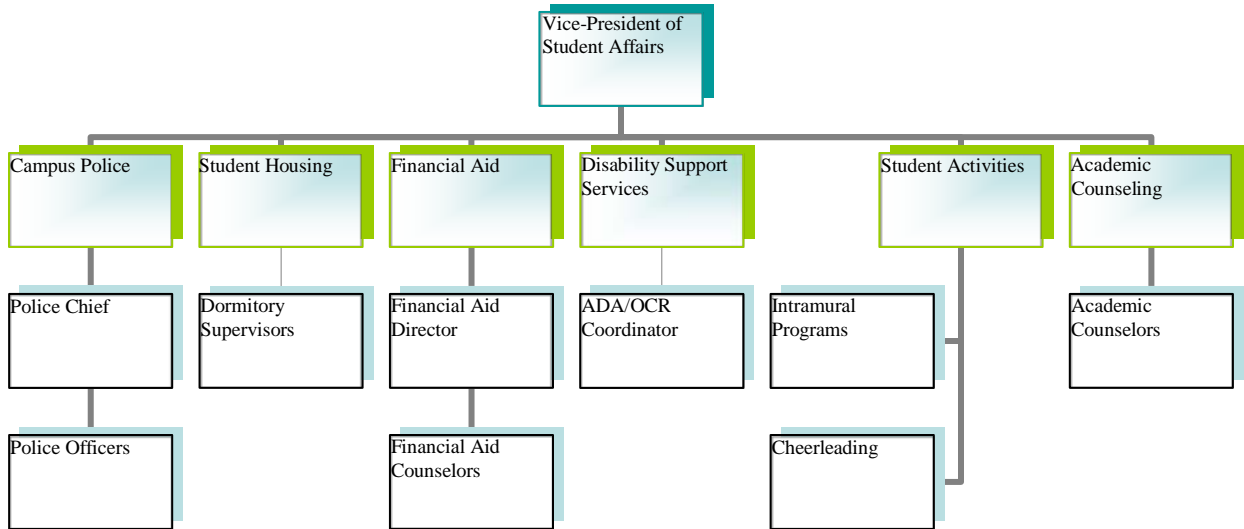 Vice-President of
Student Affairs
Campus Police
Student Housing
Financial Aid
Disability Support
Services
Student Activities
Academic
Counseling
Police Chief
Dormitory
Supervisors
Financial Aid
Director
ADA/OCR
Coordinator
Intramural
Programs
Academic
Counselors
Police Officers
Financial Aid
Counselors
Cheerleading